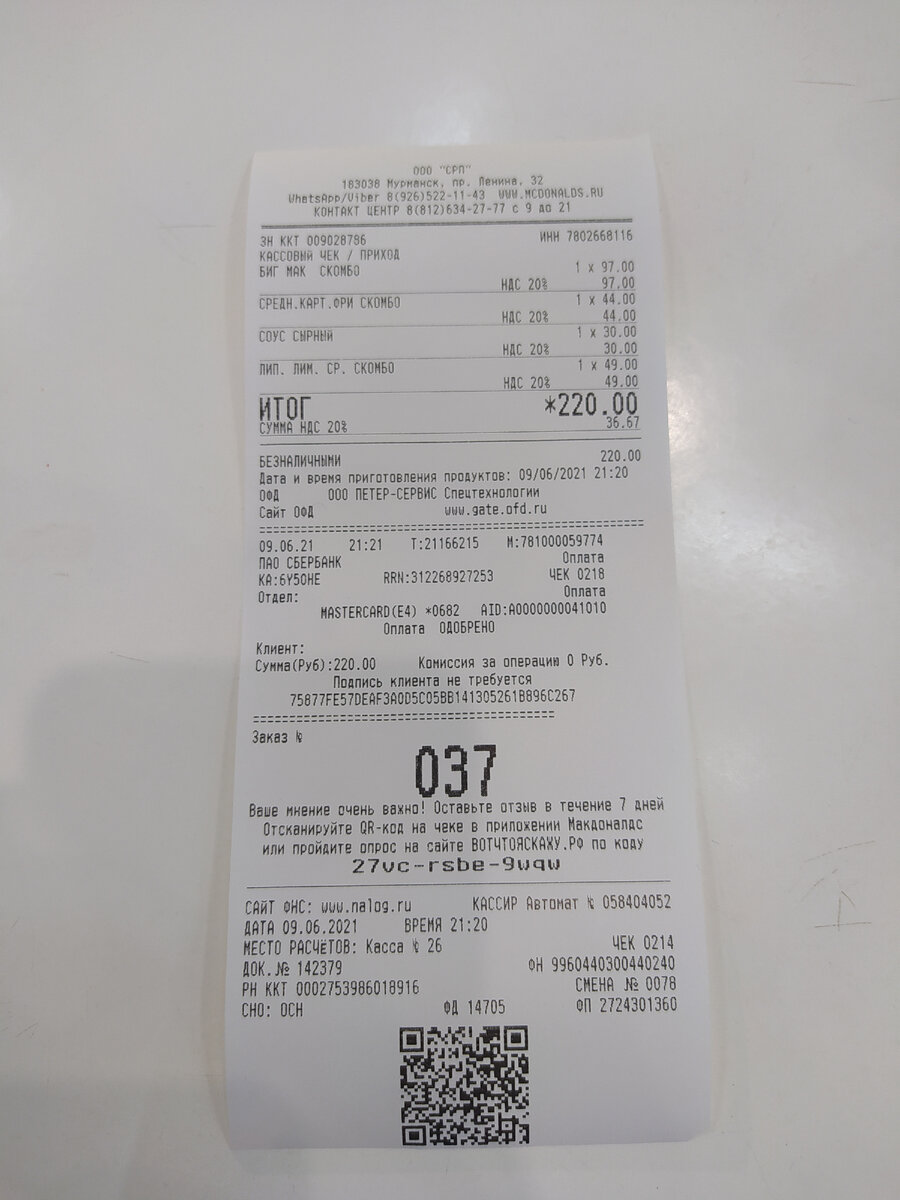 ООО "СРП"
183038 Мурманск, пр. Ленина, 32
WhatsApp/Viber 8(926)522-11-43 WWW.MCDONALDS.RU
КОНТАКТ ЦЕНТР 8(812)634-27-77 с 9 до 21
ЗН ККТ 009028786 ИНН 7802668116
КАССОВЫЙ ЧЕК / ПРИХОД
БИГ МАК СКОМБО 1 x 97.00
НДС 20% 97.00
СРЕДН.КАРТ.ФРИ СКОМБО 1 x 44.00
НДС 20% 44.00
СОУС СЫРНЫЙ 1 x 30.00
НДС 20% 30.00
ЛИП. ЛИМ. СР. СКОМБО 1 x 49.00
НДС 20% 49.00
ИТОГ *220.00
СУММА НДС 20% 36.67
БЕЗНАЛИЧНЫМИ 220.00
Дата и время приготовления продуктов: 09/06/2021 21:20
ОФД ООО ПЕТЕР-СЕРВИС Спецтехнологии
Сайт ОФД www.gate.ofd.ru
09.06.21 21:21 Т:21166215 М:781000059774
ПАО СБЕРБАНК Оплата
КА:6Y5OHE RRN:312268927253 ЧЕК 0218
Отдел: Оплата
MASTERCARD(E4) *0682 AID:A0000000041010
Оплата ОДОБРЕНО
Клиент:
Сумма(Руб):220.00 Комиссия за операцию 0 Руб.
Подпись клиента не требуется
75877FE57DEAF3A0D5C05BB141305261B896C267
Заказ №
037
Ваше мнение очень важно! Оставьте отзыв в течение 7 дней
Отсканируйте QR-код на чеке в приложении Макдоналдс
или пройдите опрос на сайте ВОТЧТОЯСКАЖУ.РФ по коду
27vc-rsbe-9wqw
САЙТ ФНС: www.nalog.ru КАССИР Автомат № 058404052
ДАТА 09.06.2021 ВРЕМЯ 21:20
МЕСТО РАСЧЁТОВ: Касса № 26 ЧЕК 0214
ДОК.№ 142379 ФН 9960440300440240
РН ККТ 0002753986018916 СМЕНА № 0078
СНО: ОСН ФД 14705 ФП 2724301360